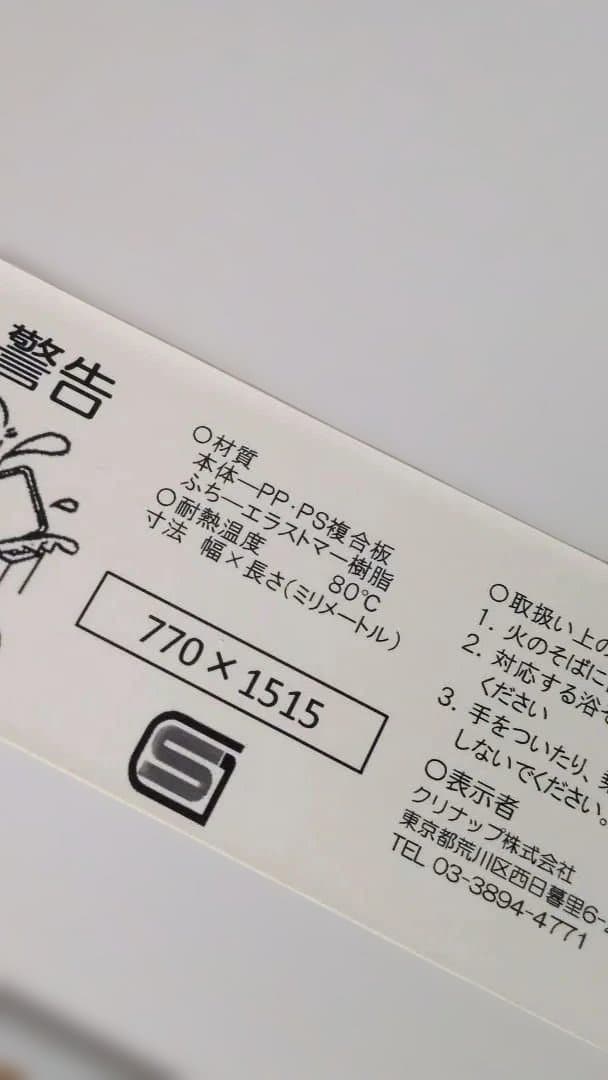 警告
○材質
本体ーPP・PS複合板
ふちーエラストマー樹脂
○耐熱温度 80℃
寸法 幅×長さ(ミリメートル)
770×1515
○取扱い上の
1. 火のそばに
2. 対応する浴
ください
3. 手をついたり、
しないでください。
○表示者
クリナップ株式会社
東京都荒川区西日暮里6-
TEL 03-3894-4771